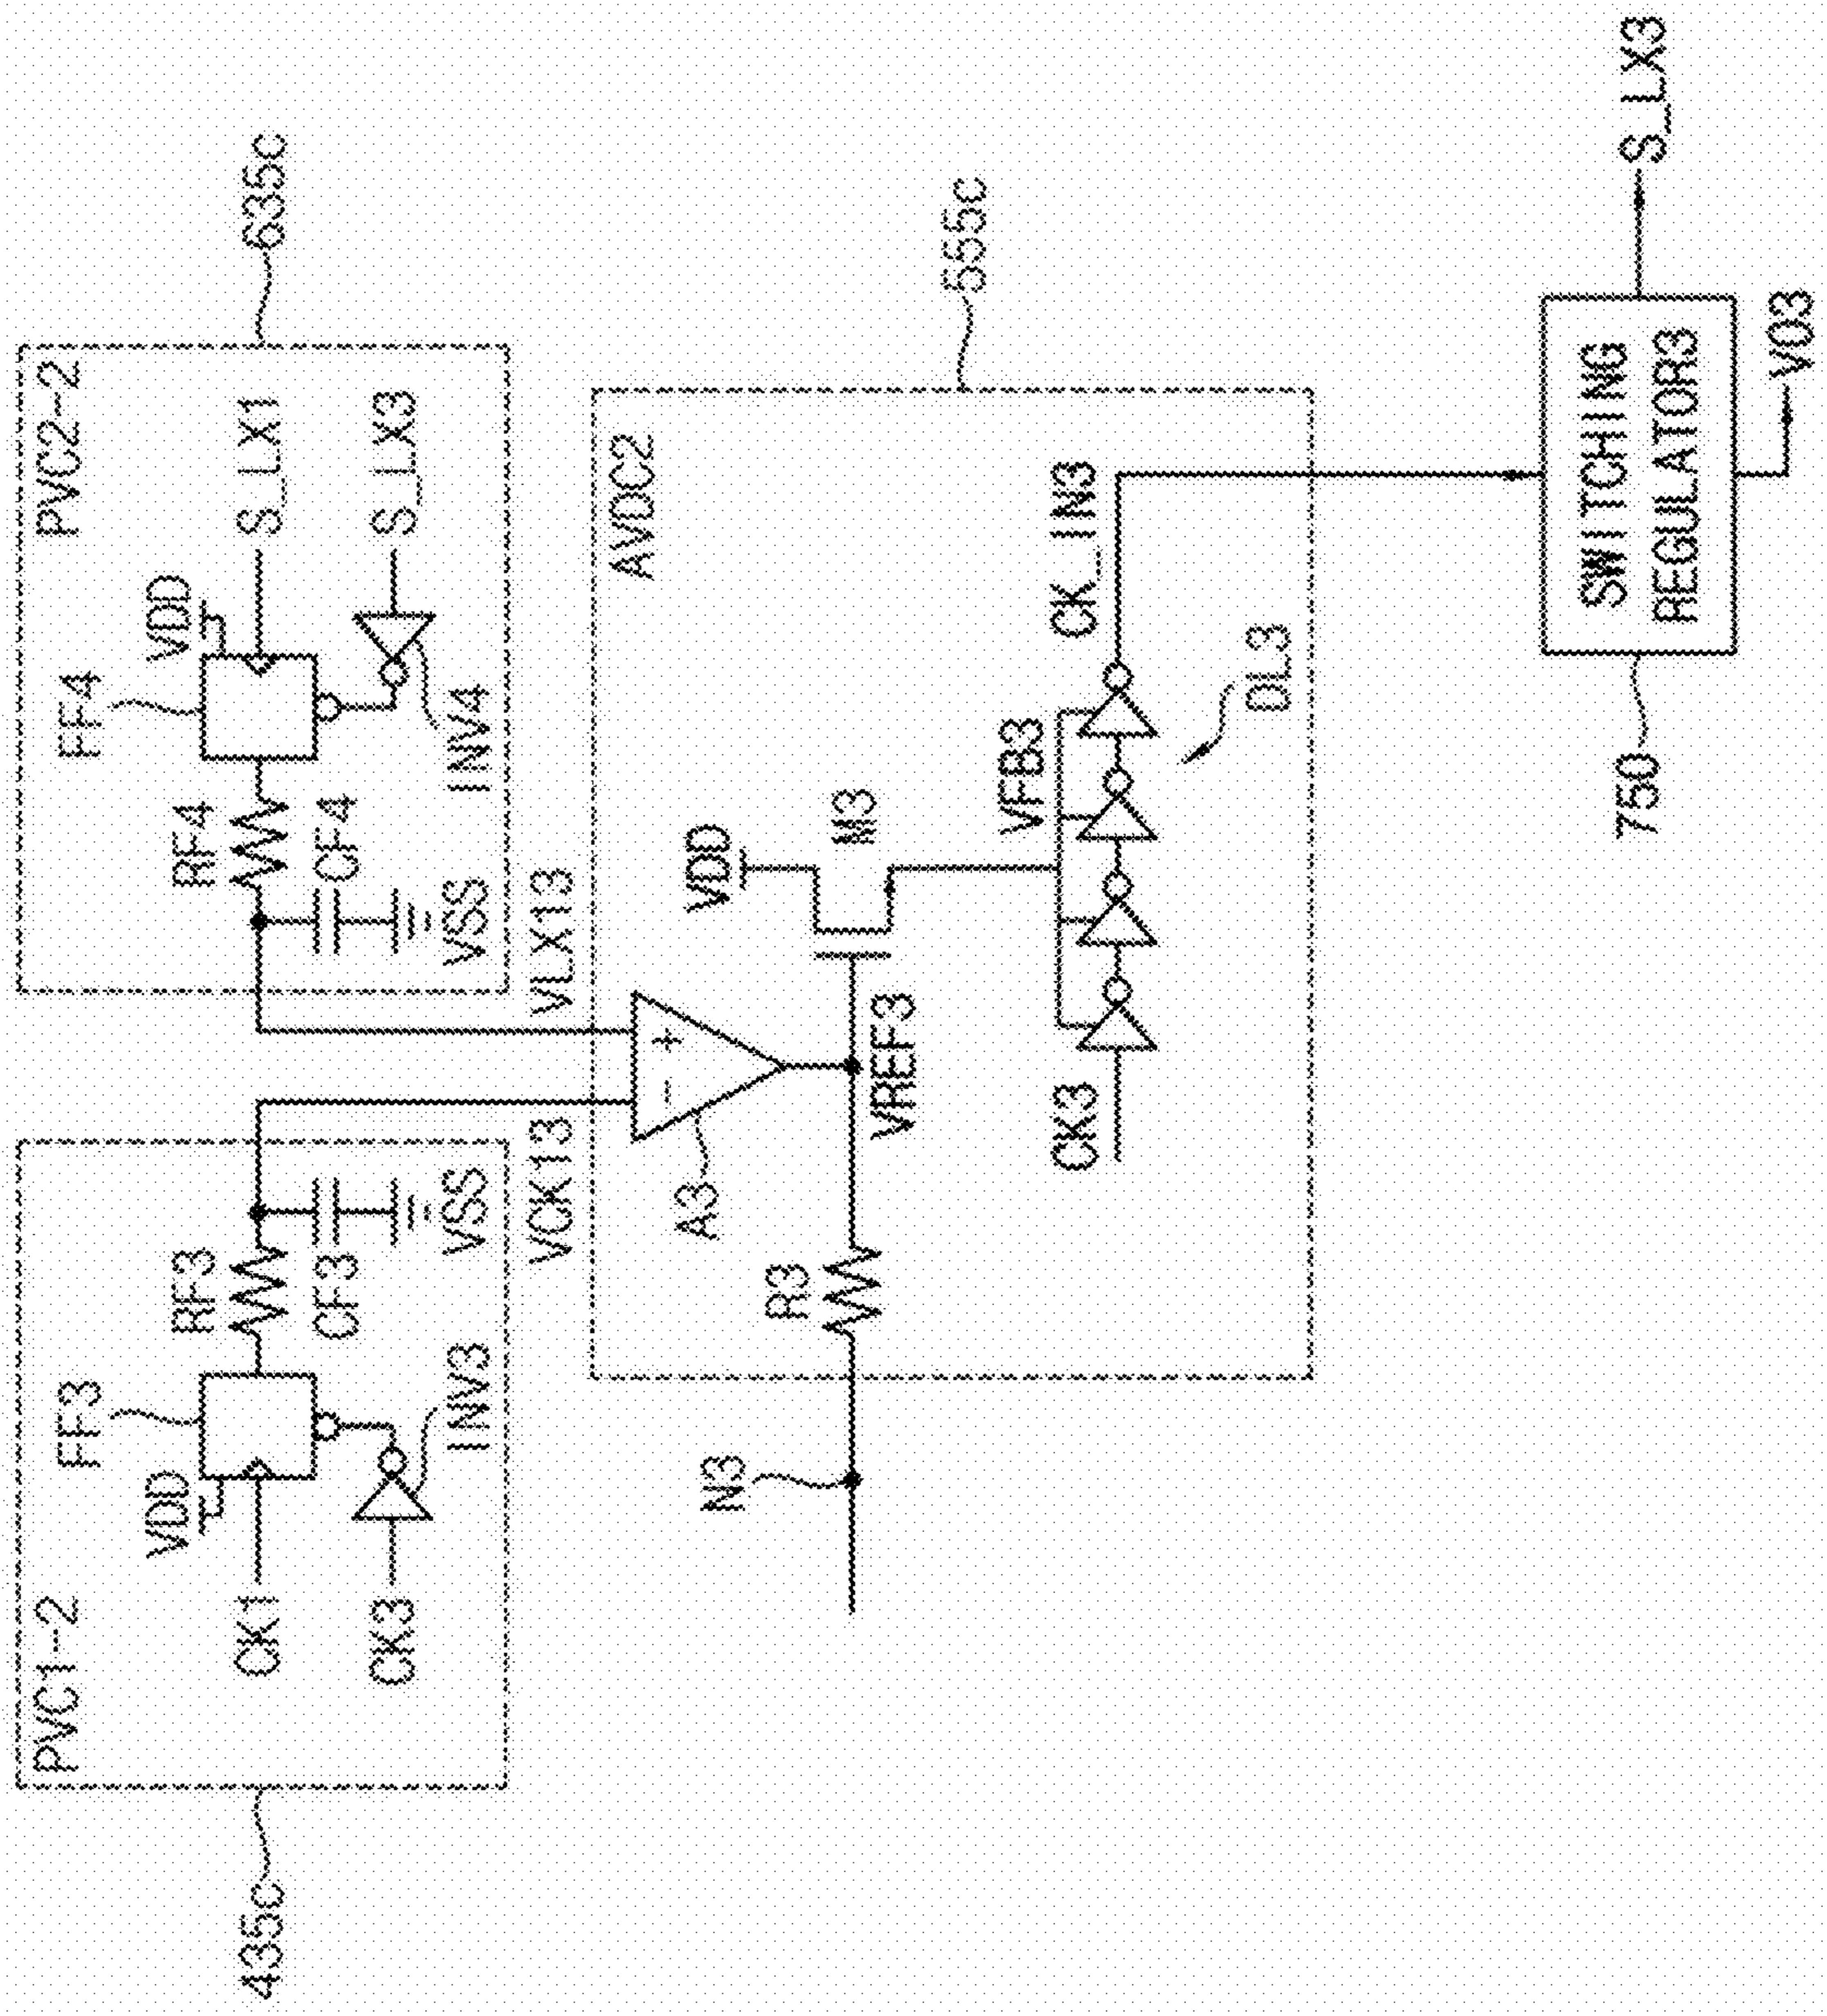 PVC1-2
FF3
VDD
RF3
CK1
CF3
CK3
VSS
INV3
435c
VCK13
PVC2-2
FF4
VDD
RF4
S_LX1
CF4
S_LX3
VSS
INV4
635c
VLX13
AVDC2
- +
A3
VDD
R3
M3
N3
VREF3
VFB3
CK3
CK_IN3
DL3
555c
SWITCHING
REGULATOR3
750
S_LX3
VO3